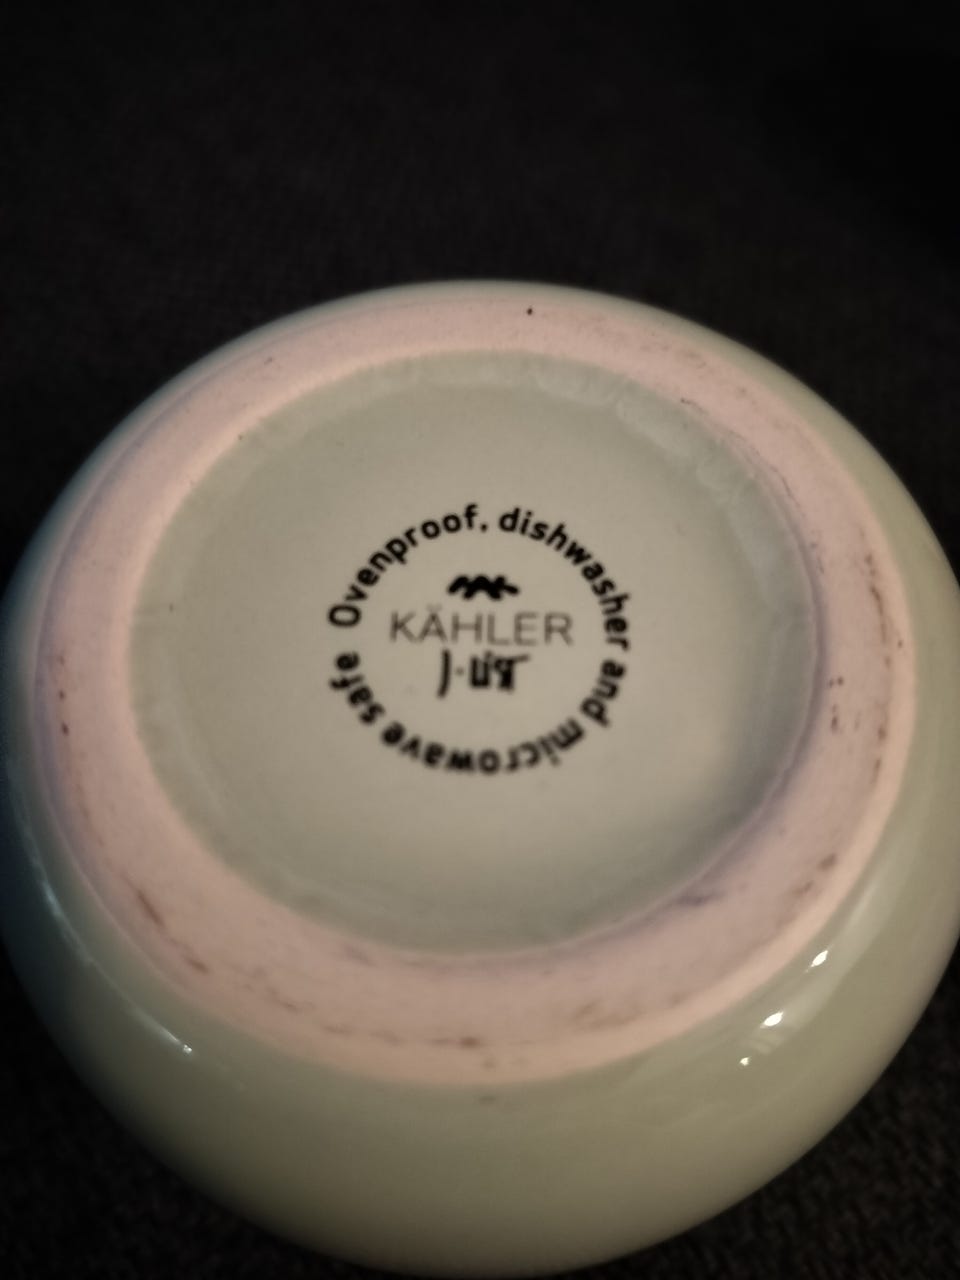 Ovenproof, dishwasher and microwave safe
KÄHLER